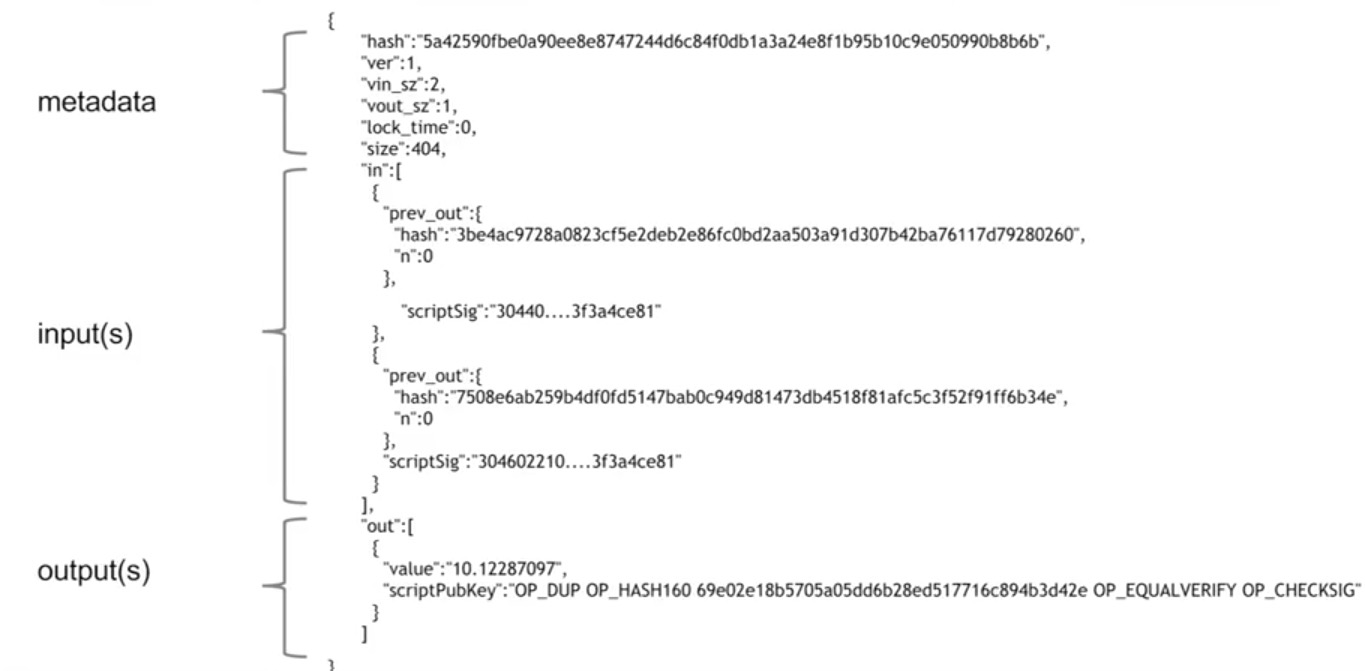 {
"hash":"5a42590fbe0a90ee8e8747244d6c84f0db1a3a24e8f1b95b10c9e050990b8b6b",
"ver":1,
"vin_sz":2,
metadata
"vout_sz":1,
"lock_time":0,
"size":404,
"in":[
{
"prev_out":{
"hash":"3be4ac9728a0823cf5e2deb2e86fc0bd2aa503a91d307b42ba76117d79280260",
"n":0
},
"scriptSig":"30440....3f3a4ce81"
input(s)
},
{
"prev_out":{
"hash":"7508e6ab259b4df0fd5147bab0c949d81473db4518f81afc5c3f52f91ff6b34e",
"n":0
},
"scriptSig":"304602210....3f3a4ce81"
}
],
"out":[
{
output(s)
"value":"10.12287097",
"scriptPubKey":"OP_DUP OP_HASH160 69e02e18b5705a05dd6b28ed517716c894b3d42e OP_EQUALVERIFY OP_CHECKSIG"
}
]
}